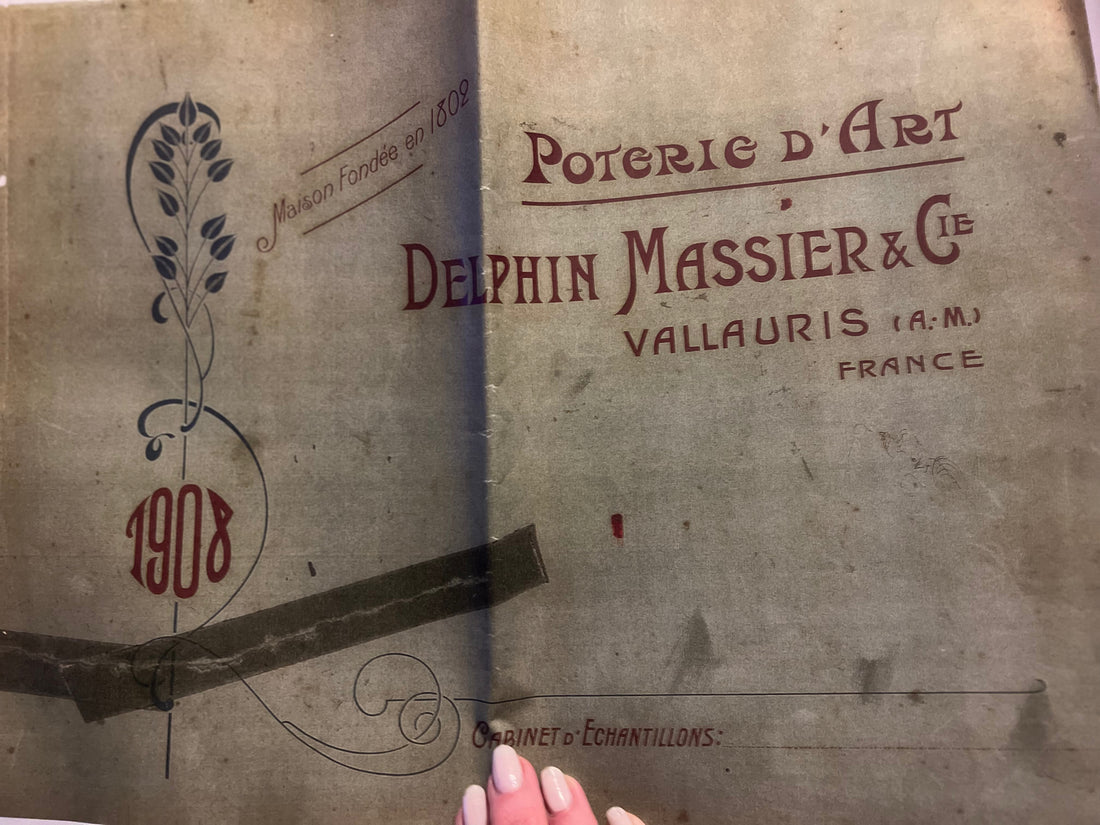 Maison Fondée en 1802
POTERIE D'ART
DELPHIN MASSIER & CIE
VALLAURIS (A.-M.)
FRANCE
1908
CABINET D'ECHANTILLONS: